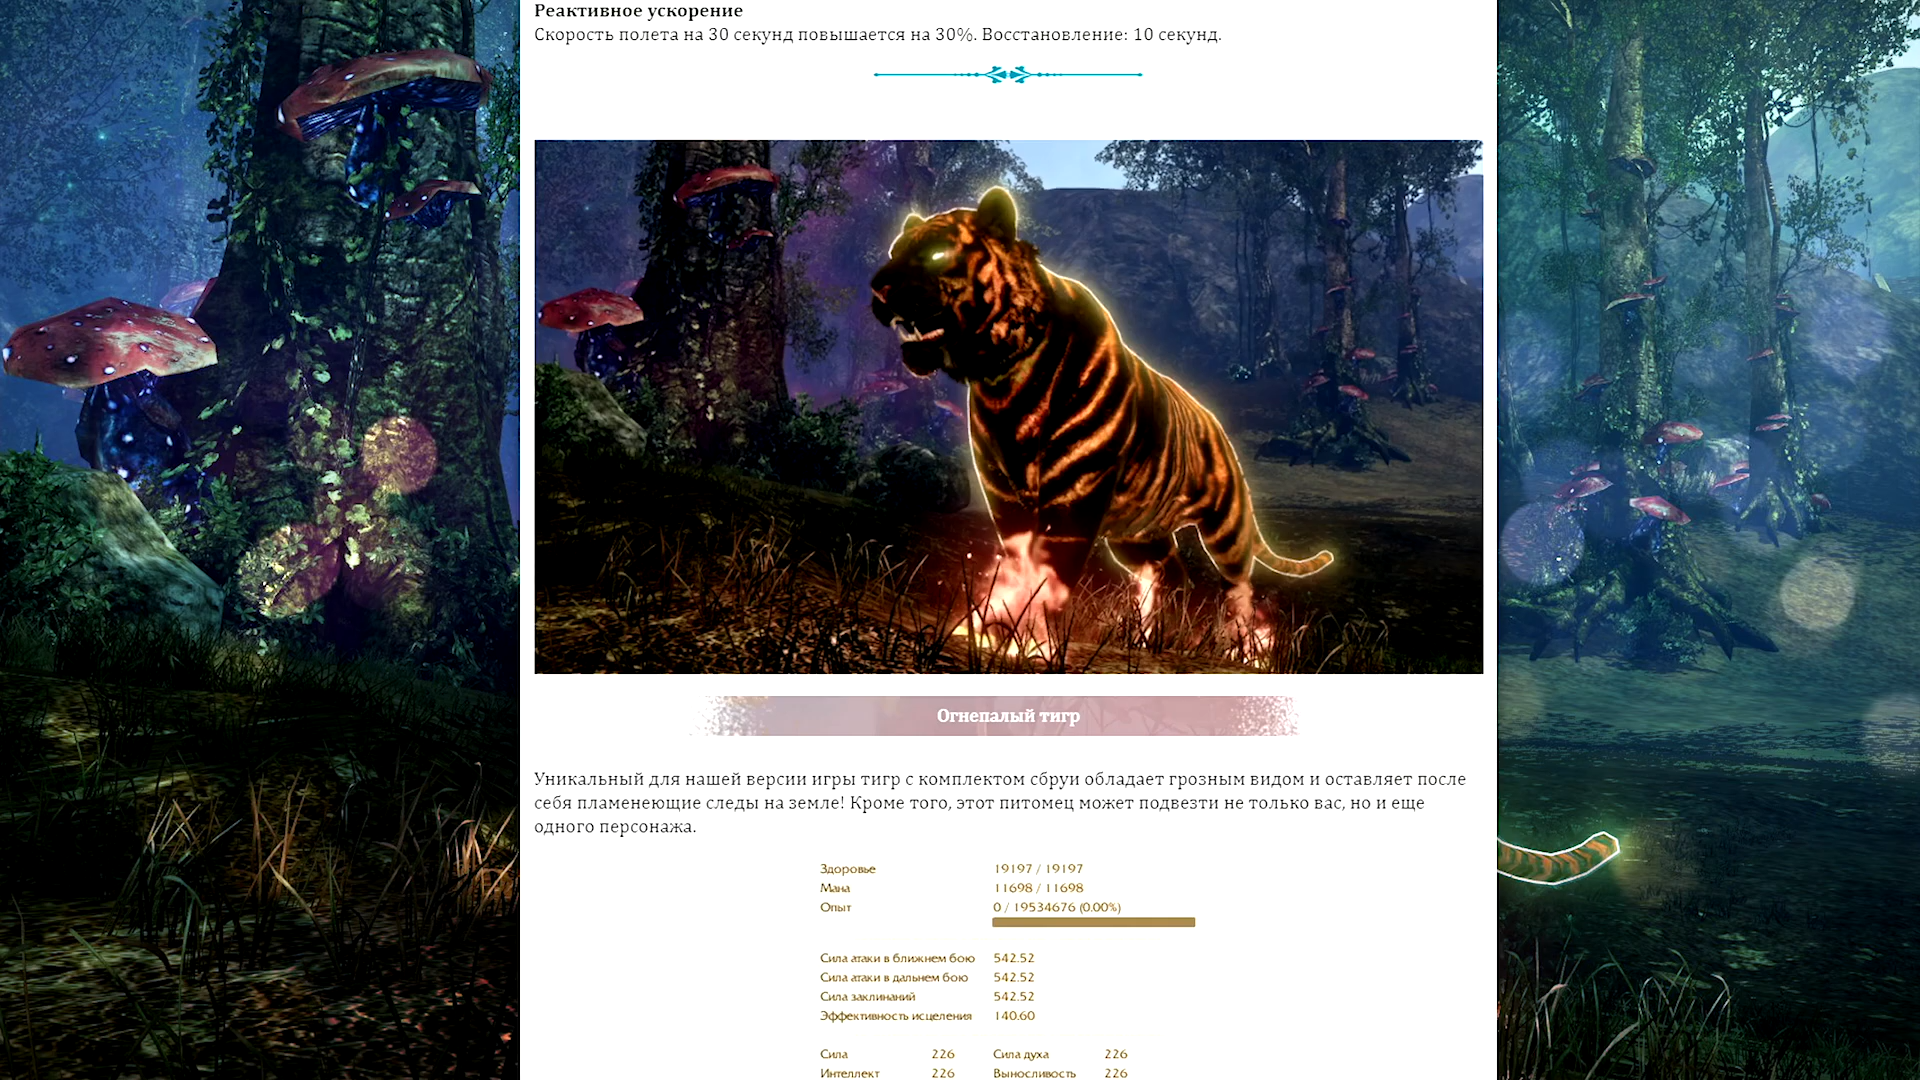 Реактивное ускорение
Скорость полета на 30 секунд повышается на 30%. Восстановление: 10 секунд.
Огнепалый тигр
Уникальный для нашей версии игры тигр с комплектом сбруи обладает грозным видом и оставляет после
себя пламенеющие следы на земле! Кроме того, этот питомец может подвезти не только вас, но и еще
одного персонажа.
Здоровье 19197 / 19197
Мана 11698 / 11698
Опыт 0 / 19534676 (0.00%)
Сила атаки в ближнем бою 542.52
Сила атаки в дальнем бою 542.52
Сила заклинаний 542.52
Эффективность исцеления 140.60
Сила 226 Сила духа 226
Интеллект 226 Выносливость 226